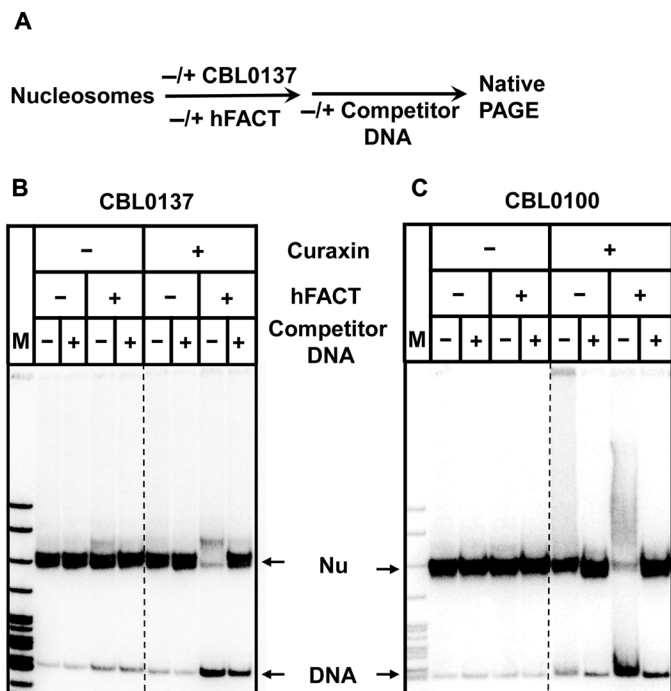 A
Nucleosomes
–/+ CBL0137
–/+ hFACT
–/+ Competitor
DNA
Native
PAGE
B
CBL0137
C
CBL0100
– + Curaxin – +
– + – + hFACT – + – +
M – + – + – + – + Competitor
DNA M – + – + – + – +
Nu
DNA